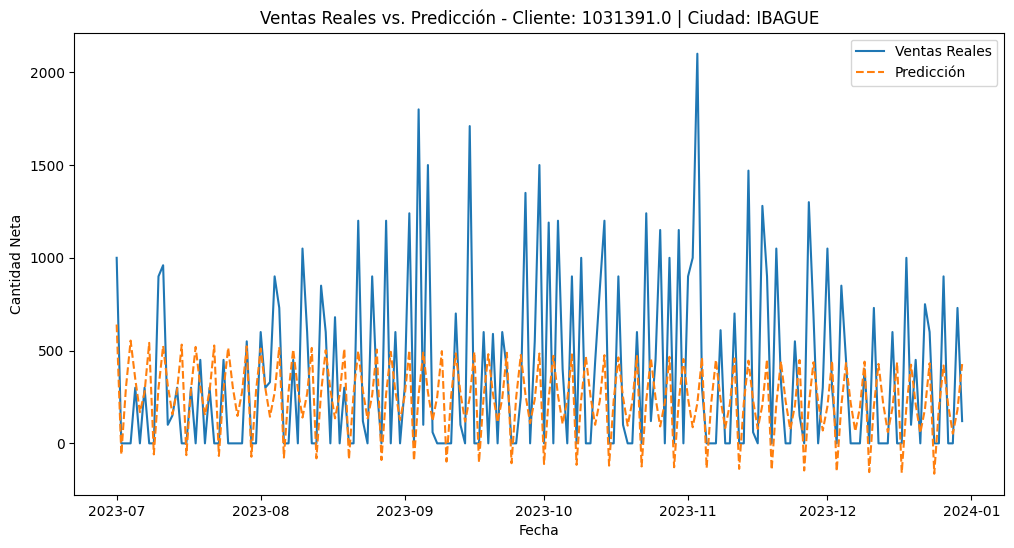 Ventas Reales vs. Predicción - Cliente: 1031391.0 | Ciudad: IBAGUE
Ventas Reales
Predicción
Cantidad Neta
2000
1500
1000
500
0
2023-07
2023-08
2023-09
2023-10
2023-11
2023-12
2024-01
Fecha